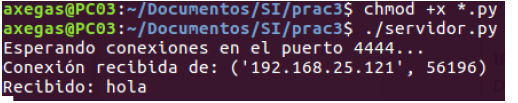 axegas@PC03:~/Documentos/SI/prac3$ chmod +x *.py
axegas@PC03:~/Documentos/SI/prac3$ ./servidor.py
Esperando conexiones en el puerto 4444...
Conexión recibida de: ('192.168.25.121', 56196)
Recibido: hola